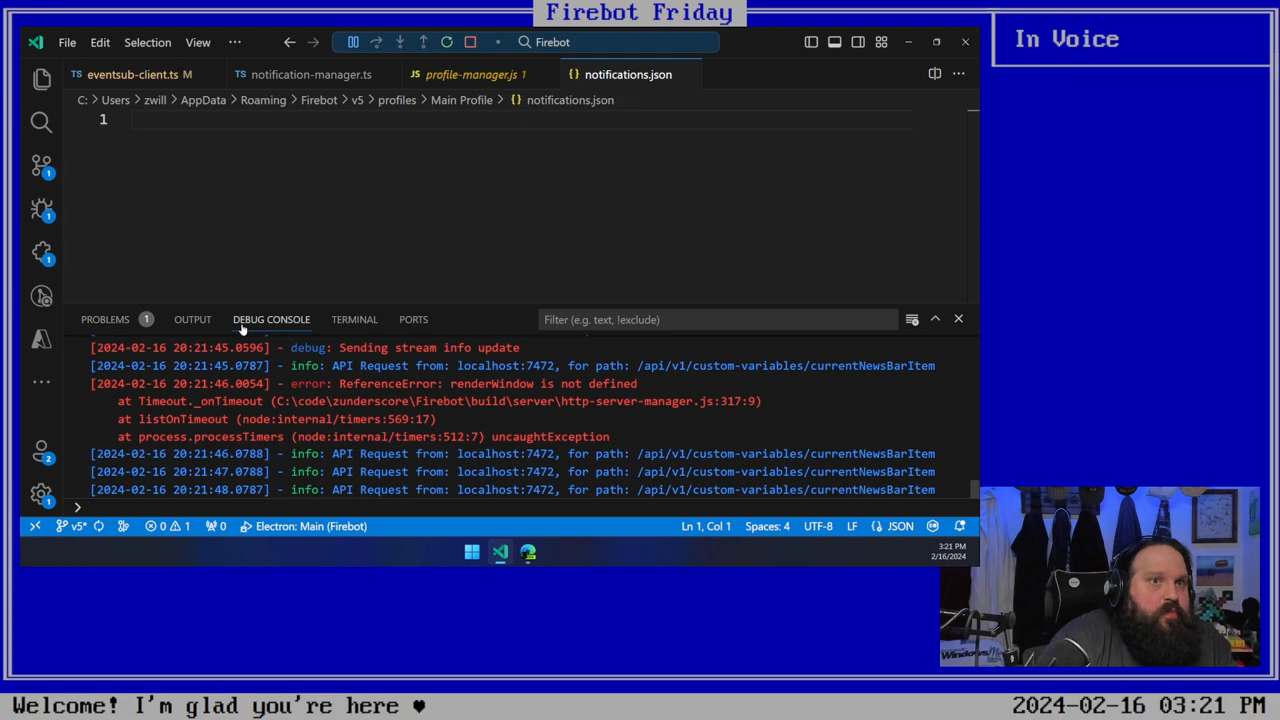 Firebot Friday
In Voice
File Edit Selection View ··· Firebot
TS eventsub-client.ts M TS notification-manager.ts JS profile-manager.js 1 {} notifications.json
C: > Users > zwill > AppData > Roaming > Firebot > v5 > profiles > Main Profile > {} notifications.json
1
PROBLEMS 1 OUTPUT DEBUG CONSOLE TERMINAL PORTS Filter (e.g. text, !exclude)
[2024-02-16 20:21:45.0596] - debug: Sending stream info update
[2024-02-16 20:21:45.0787] - info: API Request from: localhost:7472, for path: /api/v1/custom-variables/currentNewsBarItem
[2024-02-16 20:21:46.0054] - error: ReferenceError: renderWindow is not defined
at Timeout._onTimeout (C:\code\zunderscore\Firebot\build\server\http-server-manager.js:317:9)
at listOnTimeout (node:internal/timers:569:17)
at process.processTimers (node:internal/timers:512:7) uncaughtException
[2024-02-16 20:21:46.0788] - info: API Request from: localhost:7472, for path: /api/v1/custom-variables/currentNewsBarItem
[2024-02-16 20:21:47.0788] - info: API Request from: localhost:7472, for path: /api/v1/custom-variables/currentNewsBarItem
[2024-02-16 20:21:48.0787] - info: API Request from: localhost:7472, for path: /api/v1/custom-variables/currentNewsBarItem
1
1
1
2
1
v5* 0 1 0 Electron: Main (Firebot) Ln 1, Col 1 Spaces: 4 UTF-8 LF {} JSON
3:21 PM
2/16/2024
Welcome! I'm glad you're here ♥ 2024-02-16 03:21 PM